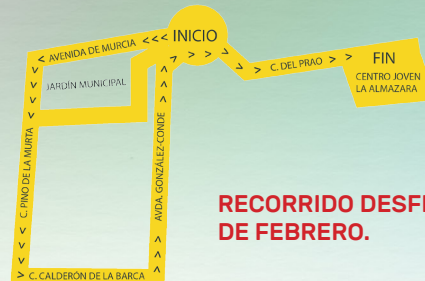 INICIO
AVENIDA DE MURCIA
JARDÍN MUNICIPAL
C. PINO DE LA MURTA
C. CALDERÓN DE LA BARCA
AVDA. GONZÁLEZ-CONDE
C. DEL PRAO
FIN
CENTRO JOVEN
LA ALMAZARA
RECORRIDO
DE FEBRERO.